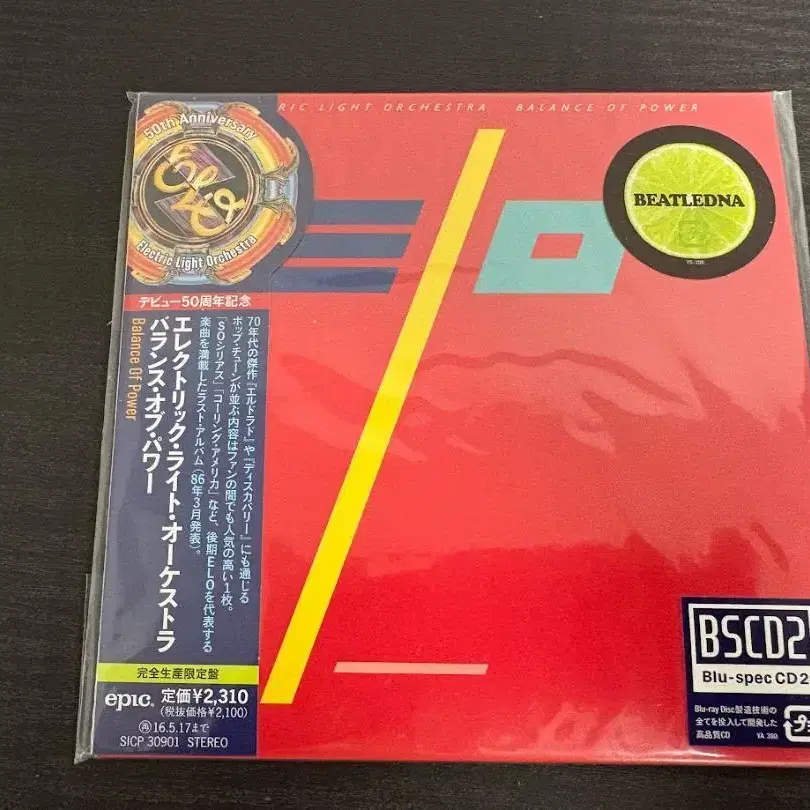 RIC LIGHT ORCHESTRA BALANCE OF POWER
50th Anniversary
elo
Electric Light Orchestra
BEATLEDNA
デビュー50周年記念
70年代の傑作『エルドラド』や『ディスカバリー』にも通じる
ポップ・チューンが並ぶ内容はファンの間でも人気の高い1枚。
「SOシリアス」「コーリング・アメリカ」など、後期ELOを代表する
楽曲を満載したラスト・アルバム(86年3月発表)。
エレクトリック・ライト・オーケストラ
バランス・オブ・パワー
Balance Of Power
完全生産限定盤
epic 定価¥2,310
(税抜価格¥2,100)
再16.5.17まで
SICP 30901 STEREO
BSCD2
Blu-spec CD2
Blu-ray Disc製造技術の
全てを投入して開発した
高品質CD YA 380